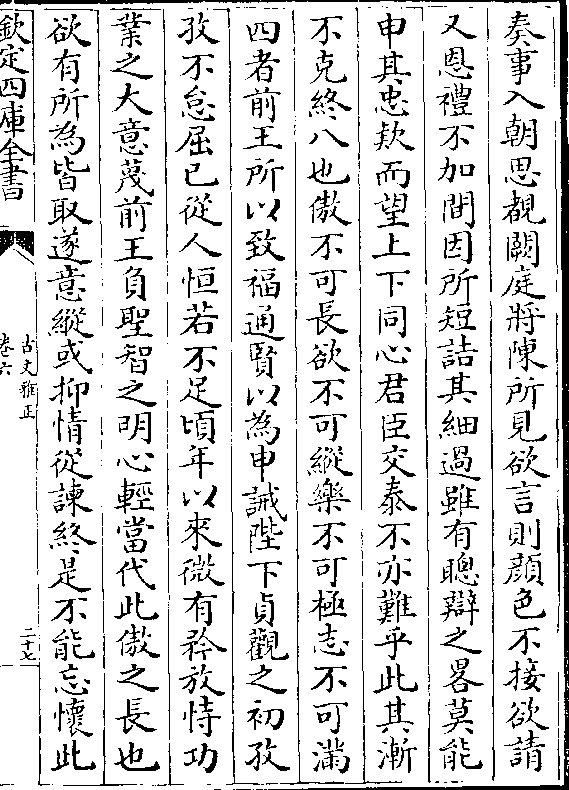 奏事入朝思覩闕庭將陳所見欲言則顔色不接欲請
又恩禮不加間因所短詰其細過雖有聰辯之畧莫能
申其忠欵而望上下同心君臣交泰不亦難乎此其漸
不克終八也傲不可長欲不可縱樂不可極志不可滿
四者前王所以致福通賢以為申誡陛下貞觀之初孜
孜不怠屈已從人恒若不足頃年以來微有矜放恃功
業之大意蔑前王負聖智之明心輕當代此傲之長也
欲有所為皆取遂意縱或抑情從諫終是不能忘懷此
欽定四庫全書
古文雅正
卷六
二十七